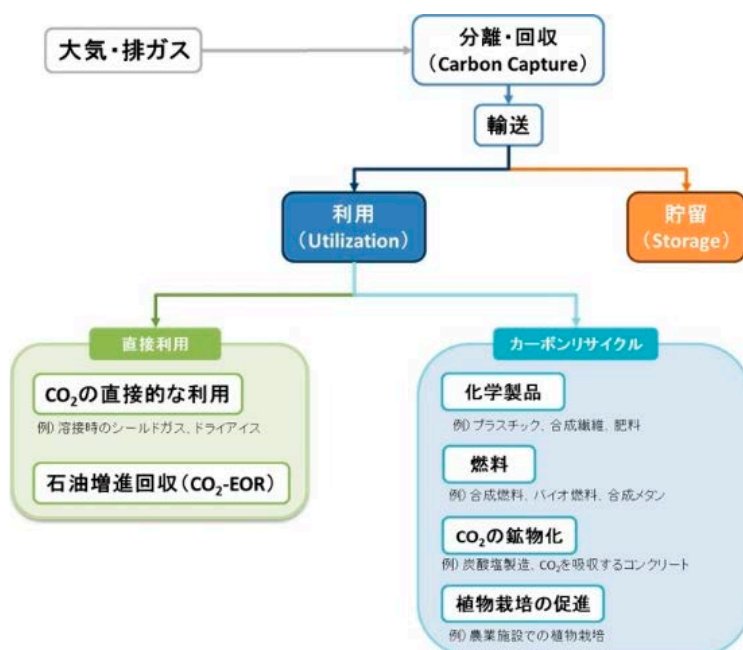 大気・排ガス
分離・回収
(Carbon Capture)
輸送
利用
(Utilization)
貯留
(Storage)
直接利用
CO₂の直接的な利用
例) 溶接時のシールドガス、ドライアイス
石油増進回収(CO₂-EOR)
カーボンリサイクル
化学製品
例) プラスチック、合成繊維、肥料
燃料
例) 合成燃料、バイオ燃料、合成メタン
CO₂の鉱物化
例) 炭酸塩製造、CO₂を吸収するコンクリート
植物栽培の促進
例) 農業施設での植物栽培